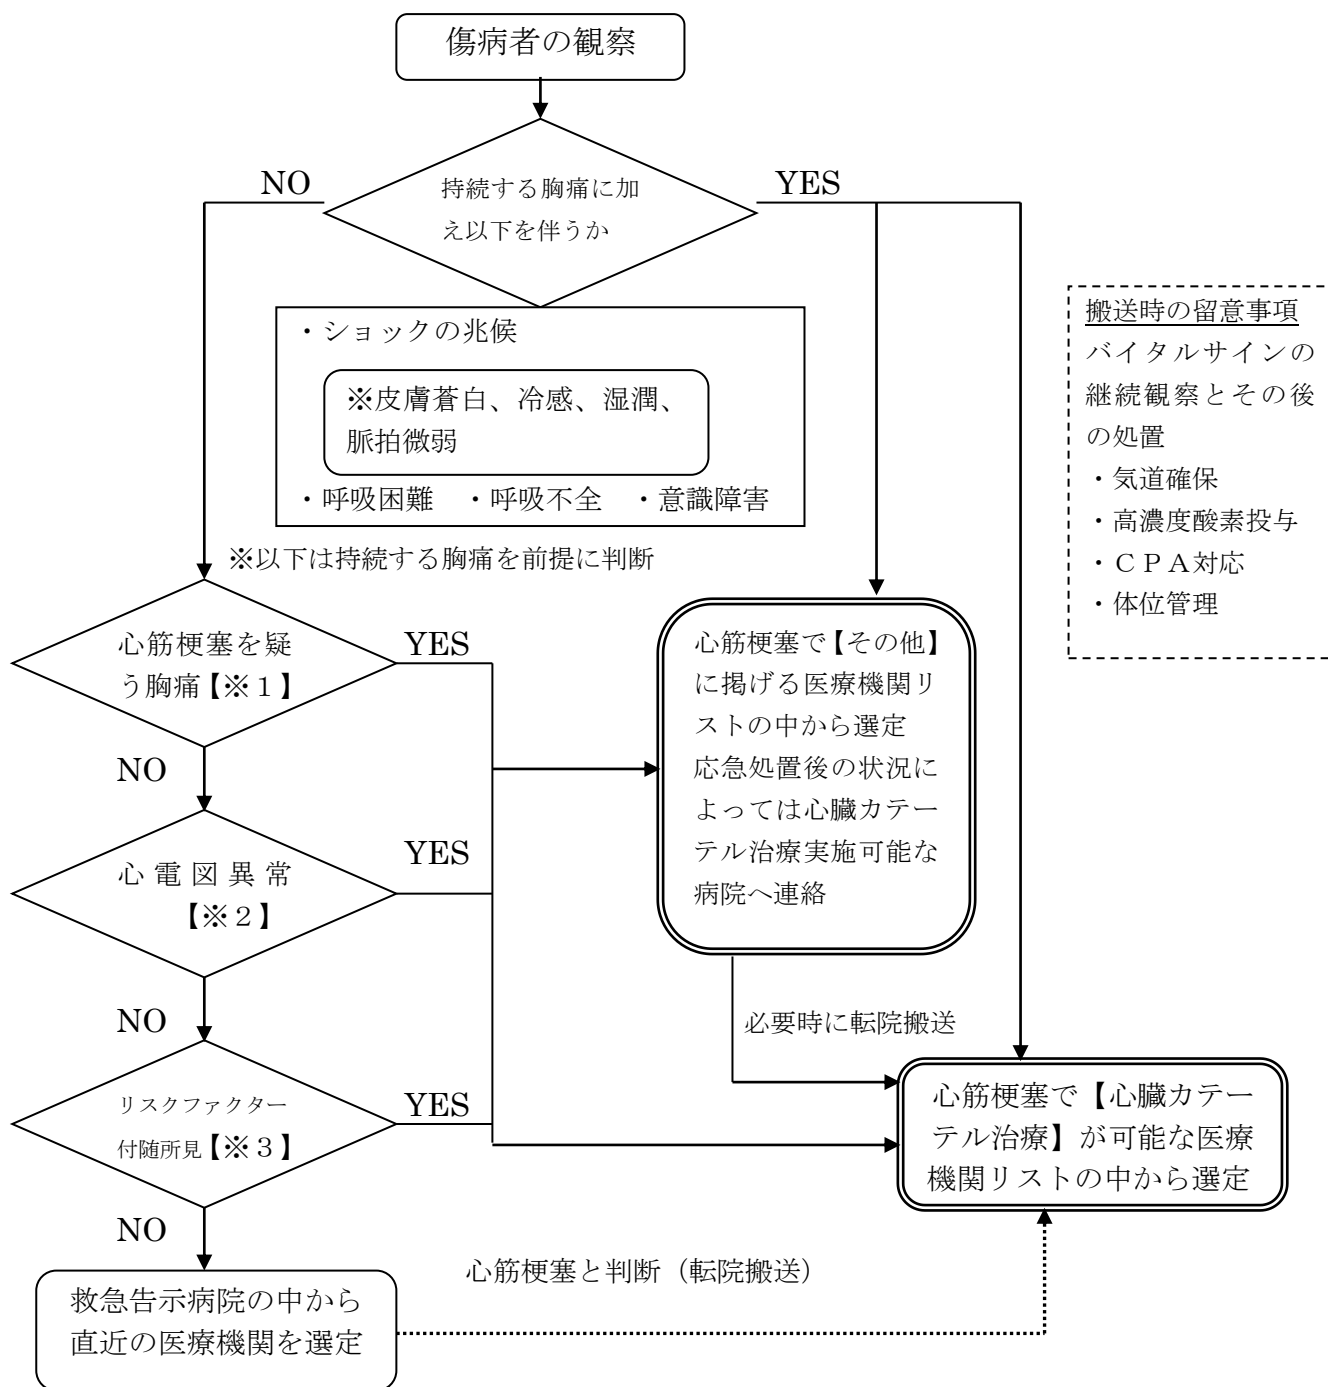 傷病者の観察
NO
YES
持続する胸痛に加
え以下を伴うか
・ショックの兆候
※皮膚蒼白、冷感、湿潤、
脈拍微弱
・呼吸困難　・呼吸不全　・意識障害
搬送時の留意事項
バイタルサインの
継続観察とその後
の処置
・気道確保
・高濃度酸素投与
・ＣＰＡ対応
・体位管理
※以下は持続する胸痛を前提に判断
心筋梗塞を疑
う胸痛【※１】
YES
NO
心筋梗塞で【その他】
に掲げる医療機関リ
ストの中から選定
応急処置後の状況に
よっては心臓カテー
テル治療実施可能な
病院へ連絡
心電図異常
【※２】
YES
NO
必要時に転院搬送
リスクファクター
付随所見【※３】
YES
NO
心筋梗塞で【心臓カテー
テル治療】が可能な医療
機関リストの中から選定
心筋梗塞と判断（転院搬送）
救急告示病院の中から
直近の医療機関を選定